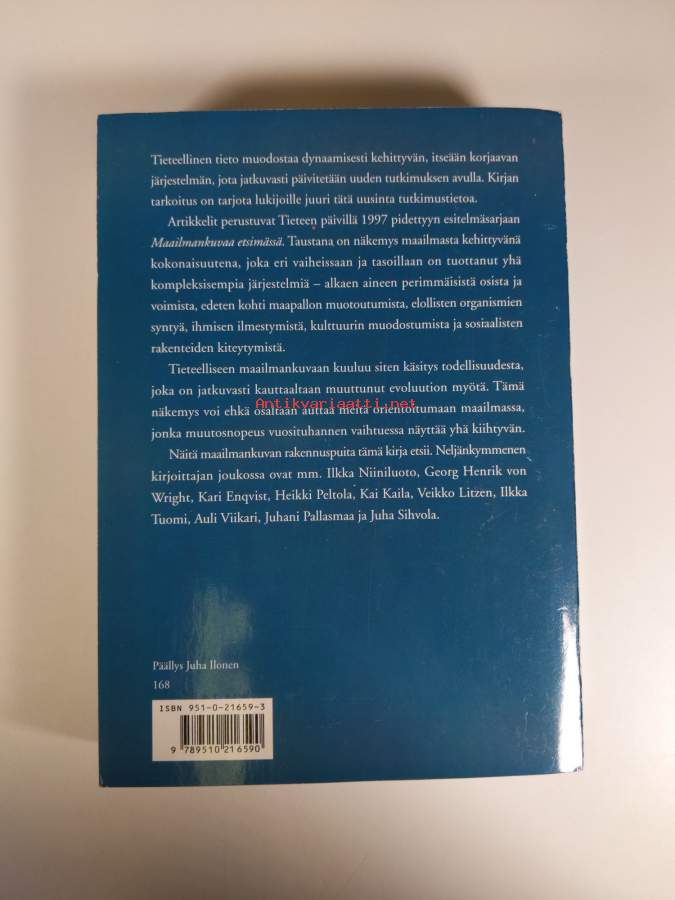 Tieteellinen tieto muodostaa dynaamisesti kehittyvän, itseään korjaavan
järjestelmän, jota jatkuvasti päivitetään uuden tutkimuksen avulla. Kirjan
tarkoitus on tarjota lukijoille juuri tätä uusinta tutkimustietoa.
Artikkelit perustuvat Tieteen päivillä 1997 pidettyyn esitelmäsarjaan
Maailmankuvaa etsimässä. Taustana on näkemys maailmasta kehittyvänä
kokonaisuutena, joka eri vaiheissaan ja tasoillaan on tuottanut yhä
kompleksisempia järjestelmiä – alkaen aineen perimmäisistä osista ja
voimista, edeten kohti maapallon muotoutumista, elollisten organismien
syntyä, ihmisen ilmestymistä, kulttuurin muodostumista ja sosiaalisten
rakenteiden kiteytymistä.
Tieteelliseen maailmankuvaan kuuluu siten käsitys todellisuudesta,
joka on jatkuvasti kauttaaltaan muuttunut evoluution myötä. Tämä
Antikvariaatti.net
näkemys voi ehkä osaltaan auttaa meitä orientoitumaan maailmassa,
jonka muutosnopeus vuosituhannen vaihtuessa näyttää yhä kiihtyvän.
Näitä maailmankuvan rakennuspuita tämä kirja etsii. Neljänkymmenen
kirjoittajan joukossa ovat mm. Ilkka Niiniluoto, Georg Henrik von
Wright, Kari Enqvist, Heikki Peltola, Kai Kaila, Veikko Litzen, Ilkka
Tuomi, Auli Viikari, Juhani Pallasmaa ja Juha Sihvola.
Päällys Juha Ilonen
168
ISBN 951-0-21659-3
9 789510 216590